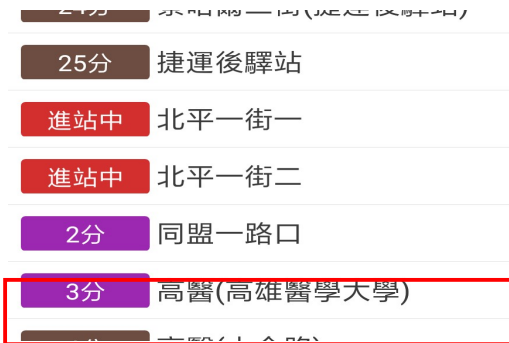 25分 捷運後驛站
進站中 北平一街一
進站中 北平一街二
2分 同盟一路口
3分 高醫(高雄醫學大學)